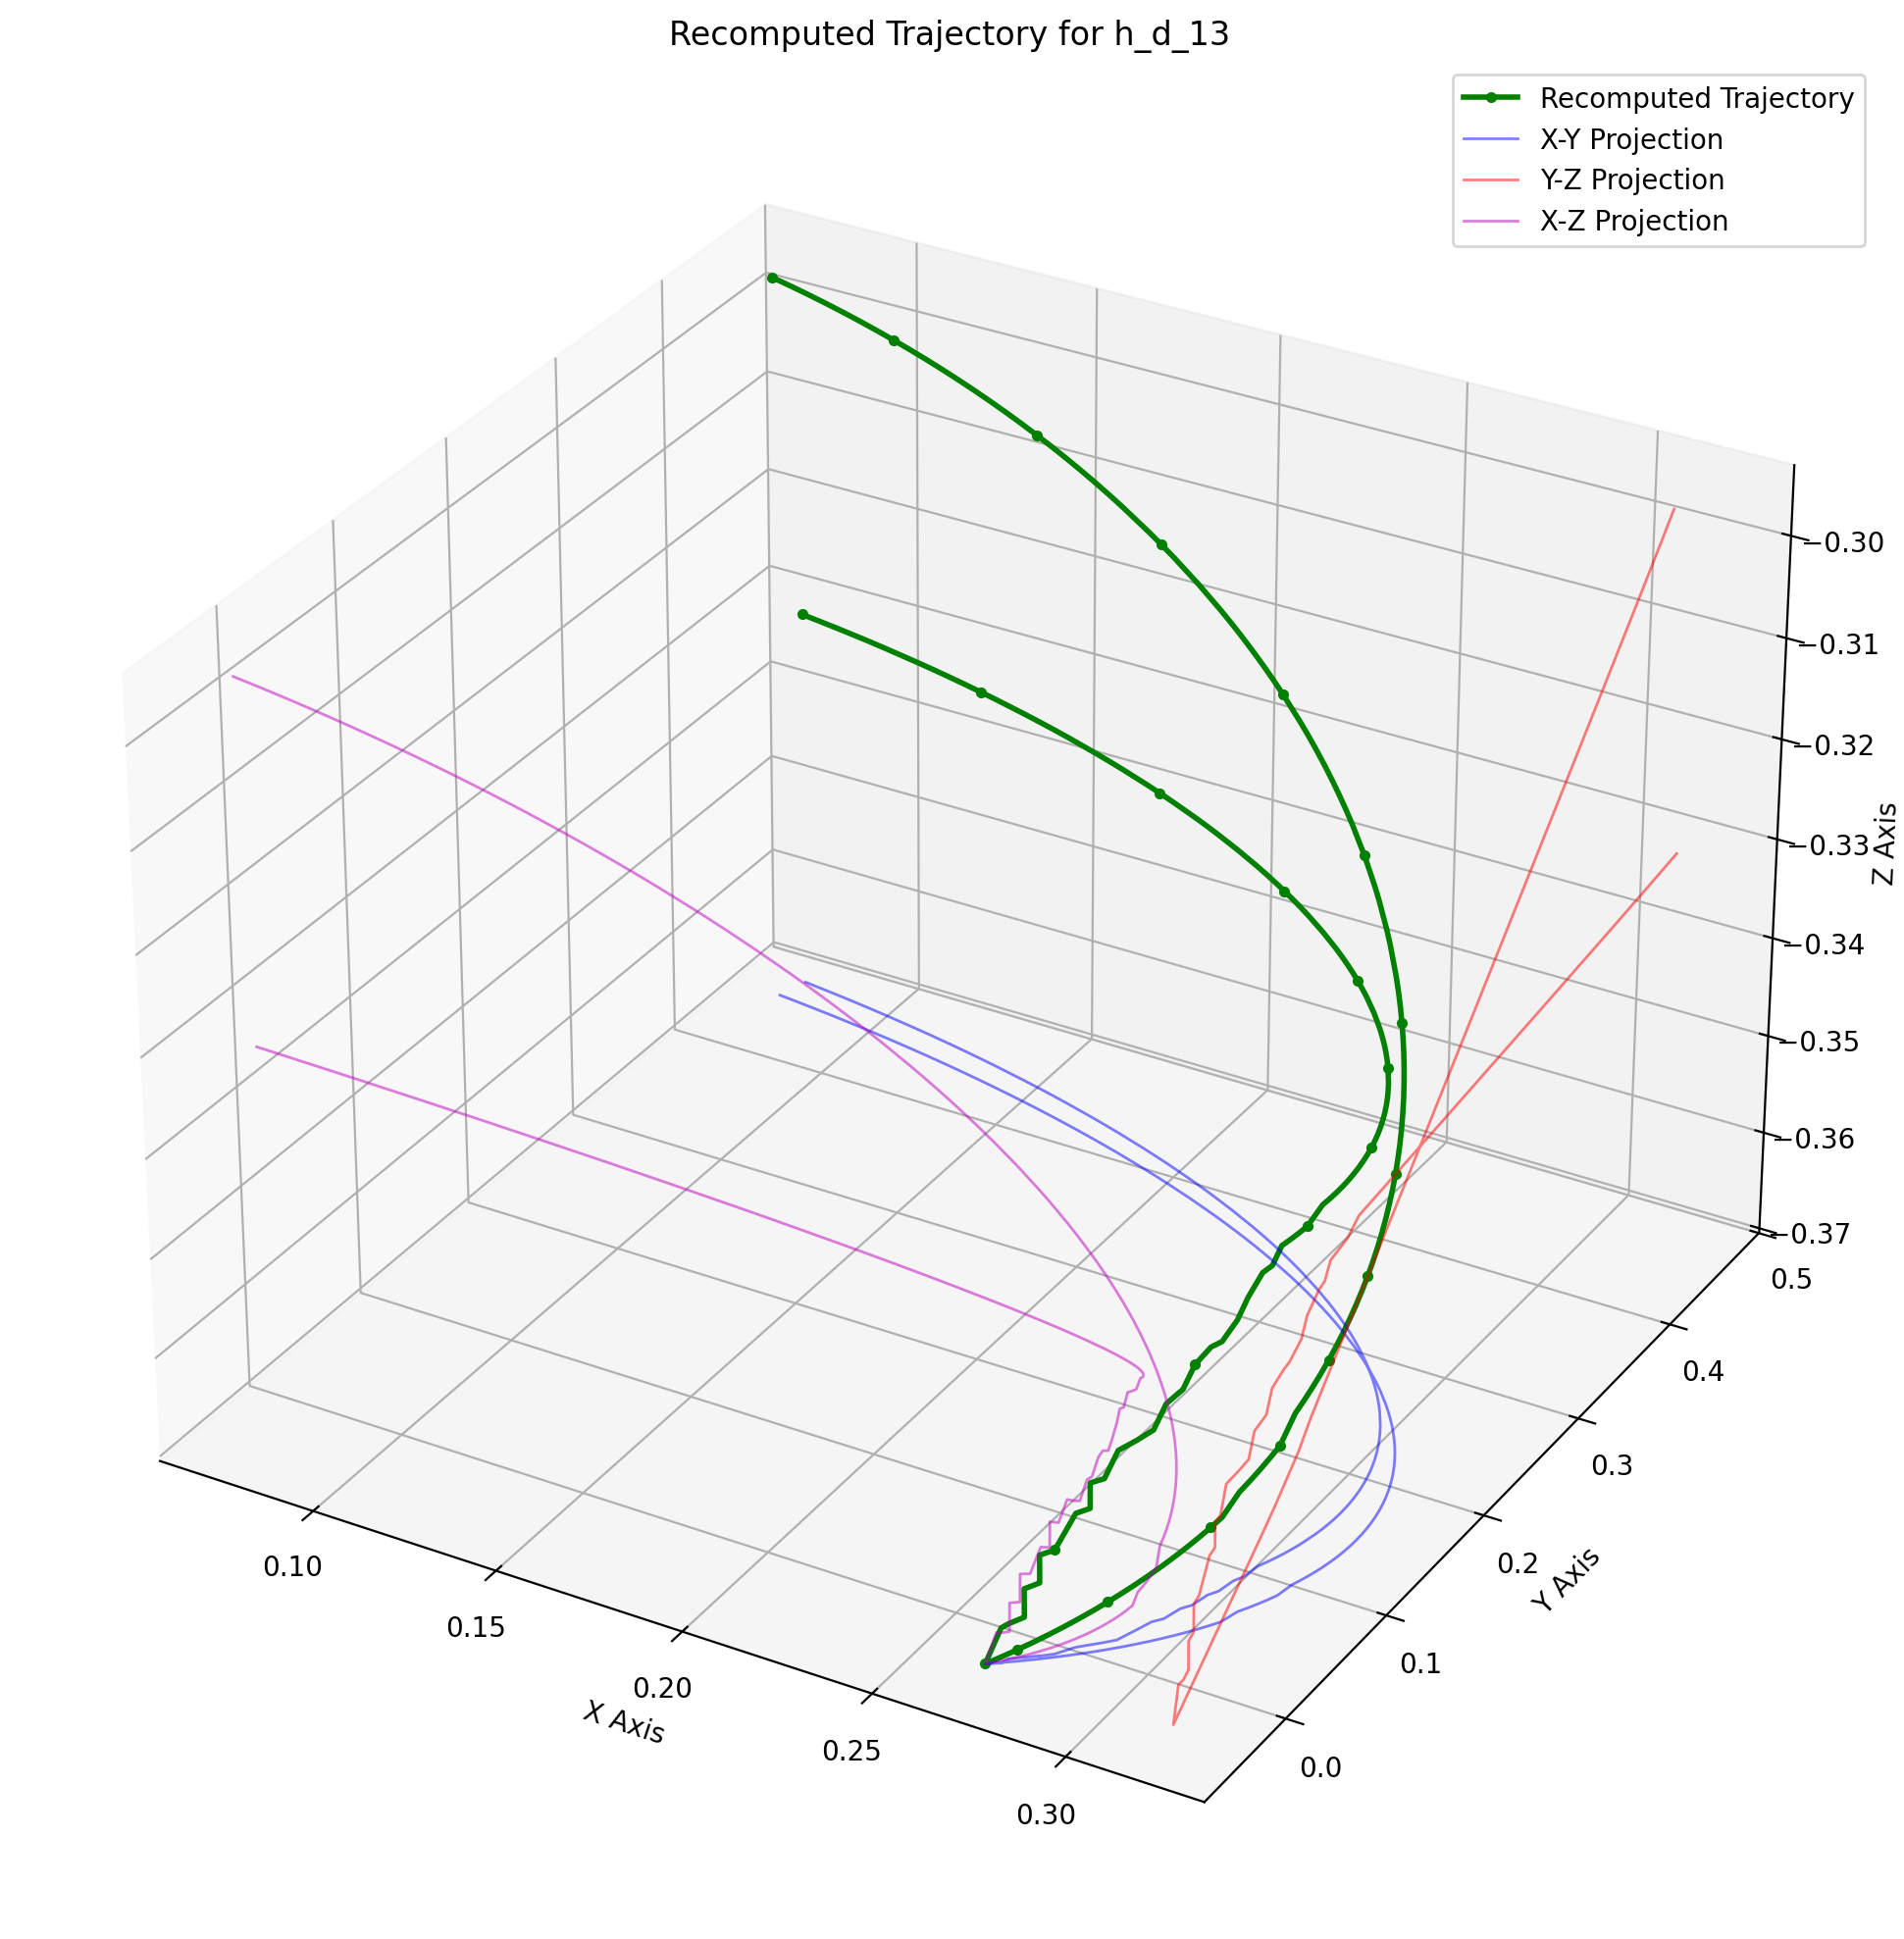 Recomputed Trajectory for h_d_13
Recomputed Trajectory
X-Y Projection
Y-Z Projection
X-Z Projection
−0.30
−0.31
−0.32
−0.33
−0.34
−0.35
−0.36
−0.37
Z Axis
0.5
0.4
0.3
0.2
0.1
0.0
Y Axis
0.10
0.15
0.20
0.25
0.30
X Axis